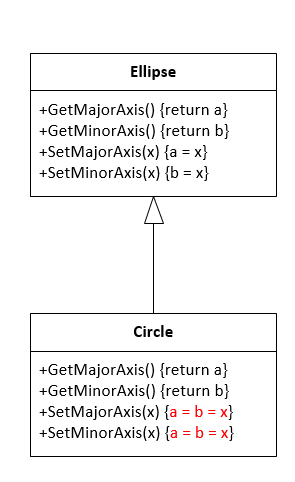 Ellipse
+GetMajorAxis() {return a}
+GetMinorAxis() {return b}
+SetMajorAxis(x) {a = x}
+SetMinorAxis(x) {b = x}
Circle
+GetMajorAxis() {return a}
+GetMinorAxis() {return b}
+SetMajorAxis(x) {a = b = x}
+SetMinorAxis(x) {a = b = x}